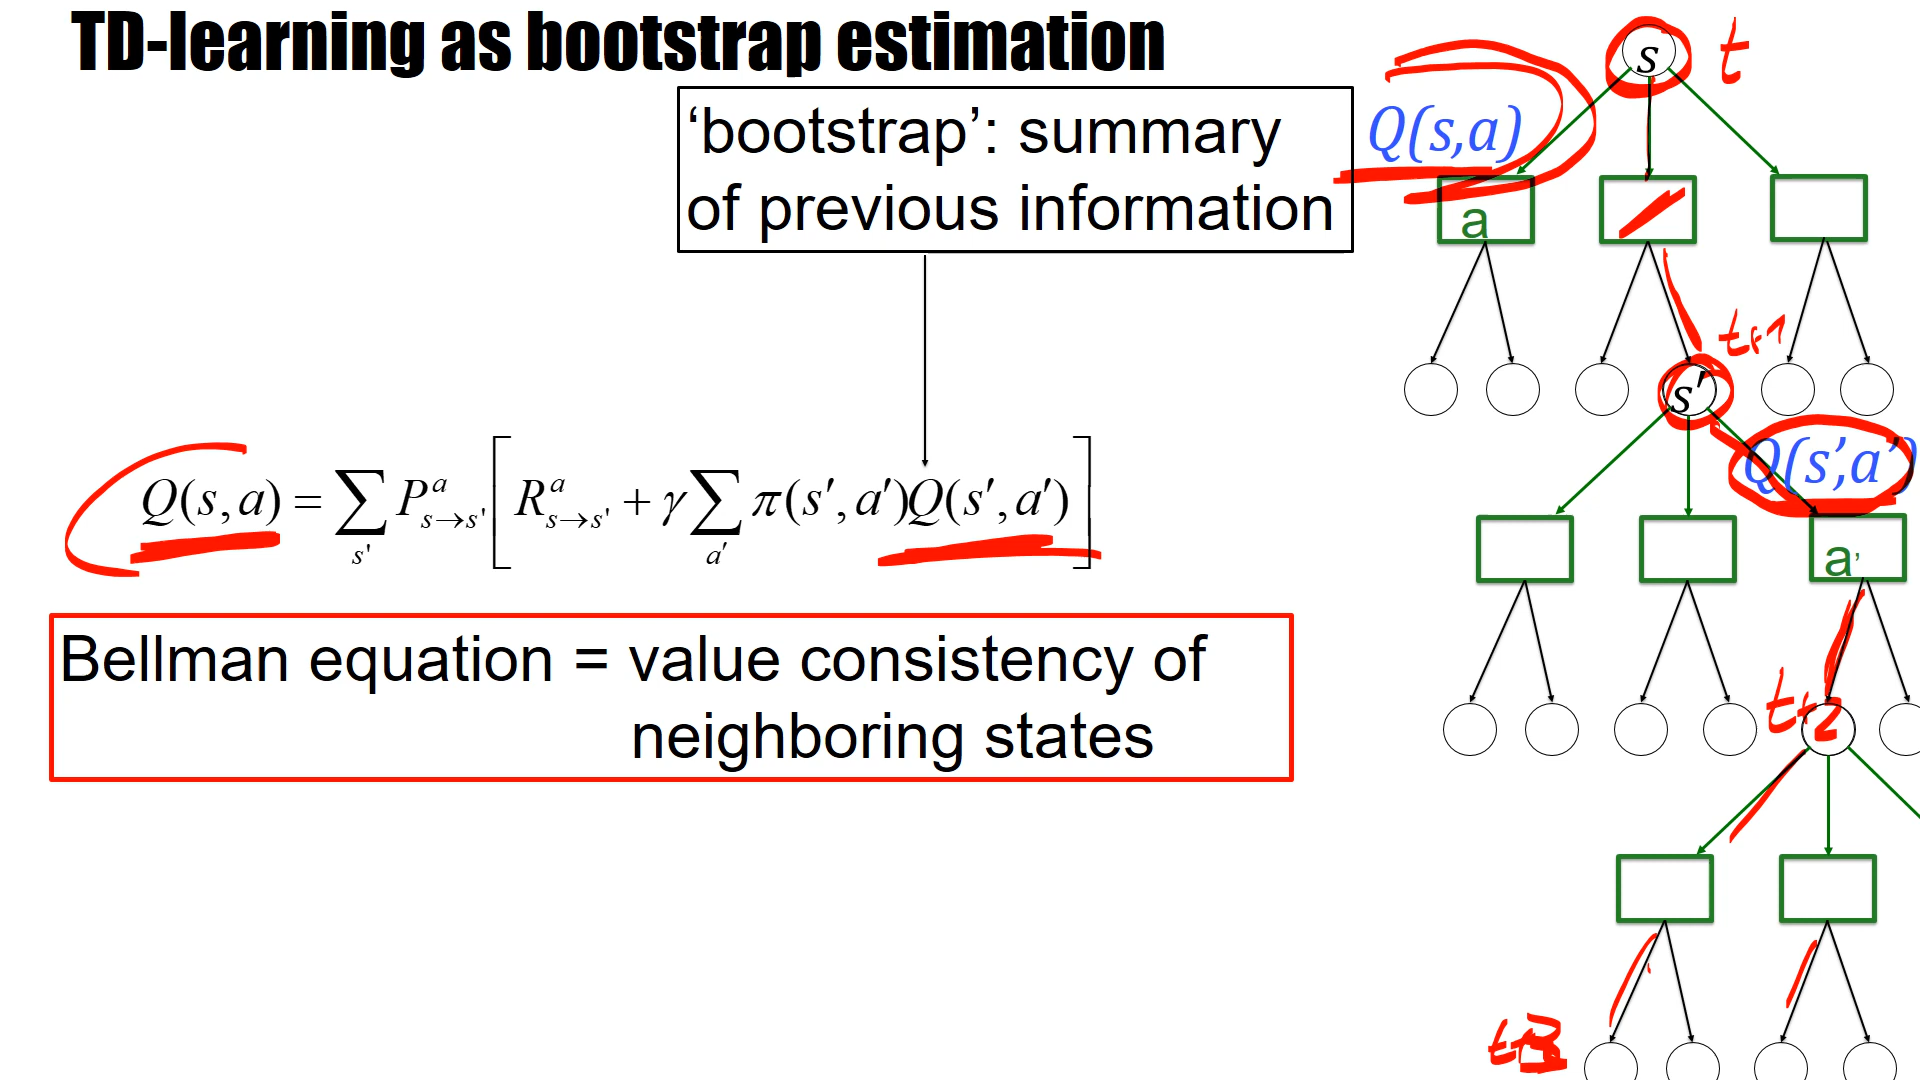 TD-learning as bootstrap estimation
‘bootstrap’: summary
of previous information
Q(s, a) = ∑_{s'} P^a_{s→s'} [ R^a_{s→s'} + γ ∑_{a′} π(s′, a′)Q(s′, a′) ]
Bellman equation = value consistency of
neighboring states
s
t
Q(s,a)
a
t+1
s′
Q(s’,a’)
a’
t+2
t+3